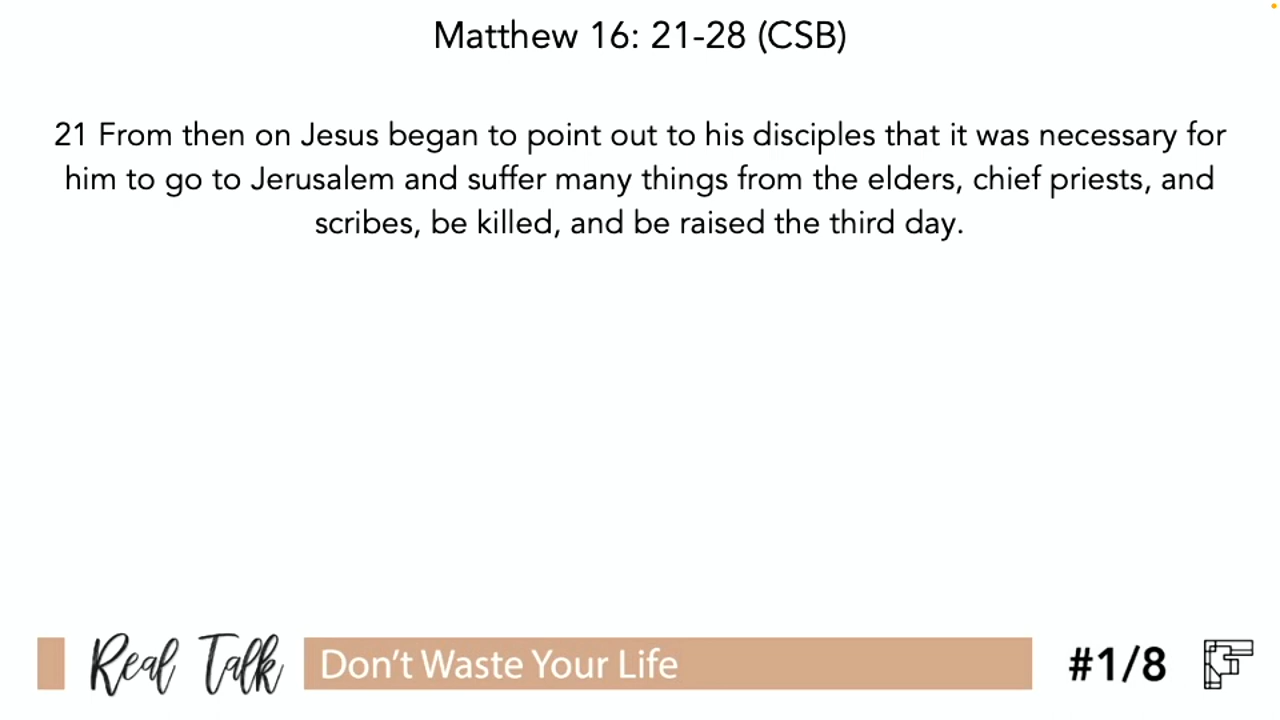 Matthew 16: 21-28 (CSB)
21 From then on Jesus began to point out to his disciples that it was necessary for
him to go to Jerusalem and suffer many things from the elders, chief priests, and
scribes, be killed, and be raised the third day.
Real Talk
Don’t Waste Your Life
#1/8